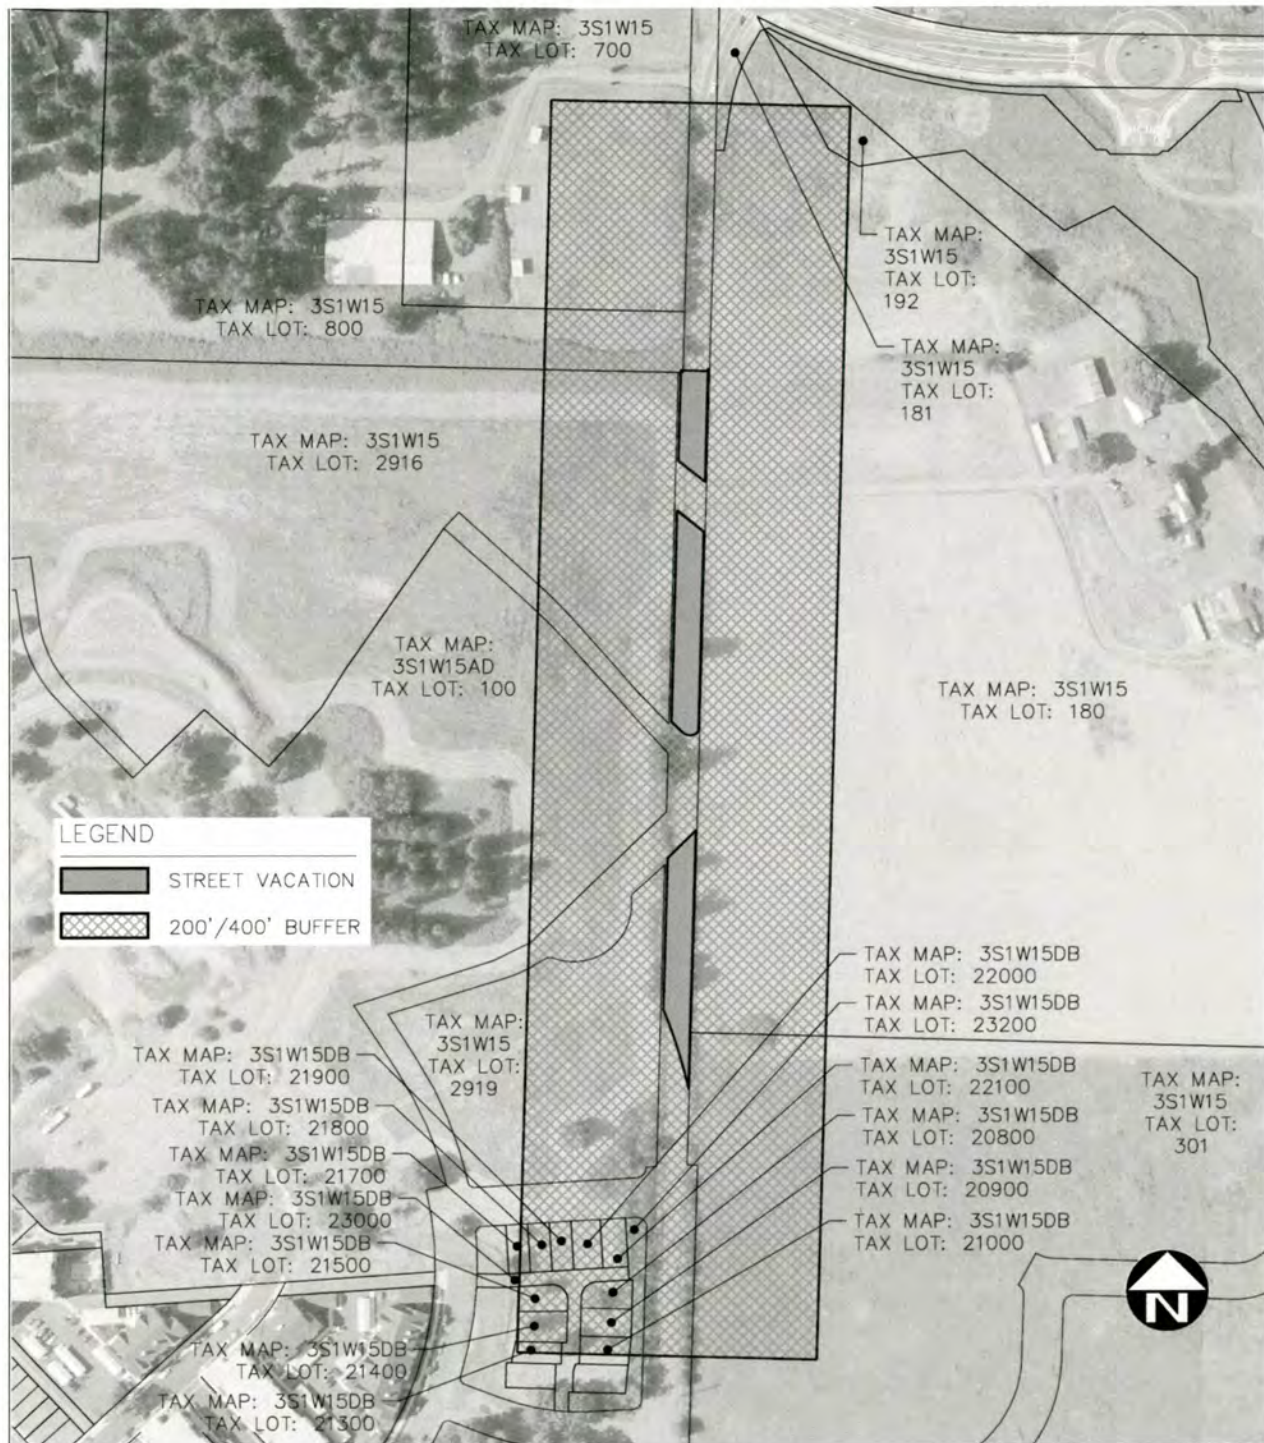 TAX MAP: 3S1W15
TAX LOT: 700
TAX MAP:
3S1W15
TAX LOT:
192
TAX MAP: 3S1W15
TAX LOT: 800
TAX MAP:
3S1W15
TAX LOT:
181
TAX MAP: 3S1W15
TAX LOT: 2916
TAX MAP:
3S1W15AD
TAX LOT: 100
TAX MAP: 3S1W15
TAX LOT: 180
LEGEND
STREET VACATION
200'/400' BUFFER
TAX MAP:
3S1W15
TAX LOT:
2919
TAX MAP: 3S1W15DB
TAX LOT: 21900
TAX MAP: 3S1W15DB
TAX LOT: 21800
TAX MAP: 3S1W15DB
TAX LOT: 21700
TAX MAP: 3S1W15DB
TAX LOT: 23000
TAX MAP: 3S1W15DB
TAX LOT: 21500
TAX MAP: 3S1W15DB
TAX LOT: 21400
TAX MAP: 3S1W15DB
TAX LOT: 21300
TAX MAP: 3S1W15DB
TAX LOT: 22000
TAX MAP: 3S1W15DB
TAX LOT: 23200
TAX MAP: 3S1W15DB
TAX LOT: 22100
TAX MAP: 3S1W15DB
TAX LOT: 20800
TAX MAP: 3S1W15DB
TAX LOT: 20900
TAX MAP: 3S1W15DB
TAX LOT: 21000
TAX MAP:
3S1W15
TAX LOT:
301
N